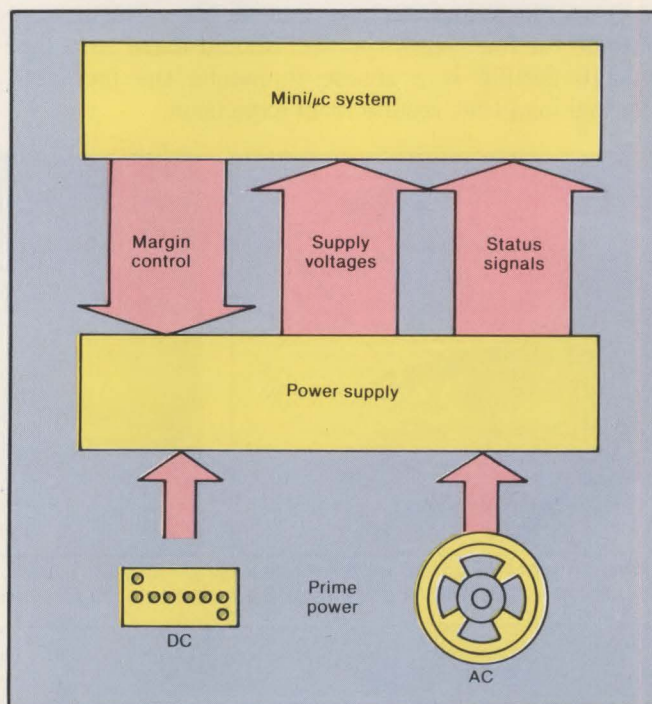 Mini/μc system
Margin
control
Supply
voltages
Status
signals
Power supply
Prime
power
DC
AC